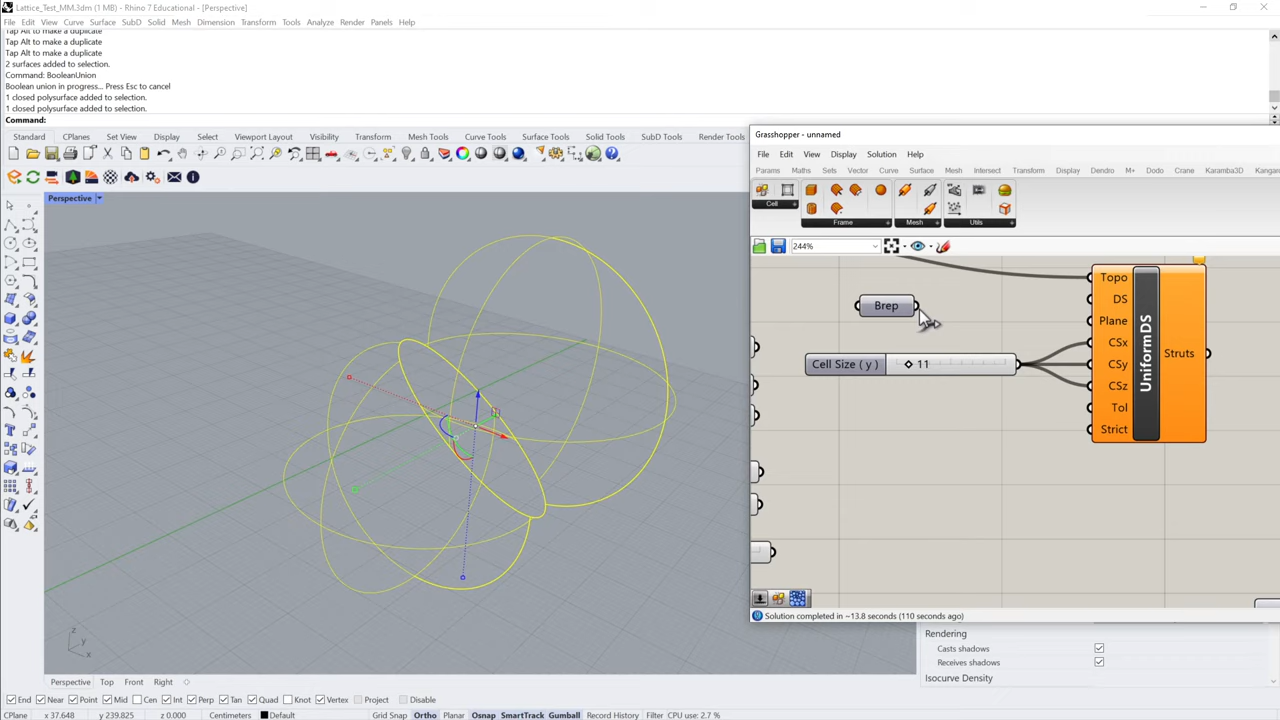 Lattice_Test_MM.3dm (1 MB) - Rhino 7 Educational - [Perspective]
File Edit View Curve Surface SubD Solid Mesh Dimension Transform Tools Analyze Render Panels Help
Tap Alt to make a duplicate
Tap Alt to make a duplicate
Tap Alt to make a duplicate
2 surfaces added to selection.
Command: BooleanUnion
Boolean union in progress... Press Esc to cancel
1 closed polysurface added to selection.
1 closed polysurface added to selection.
Command:
Standard CPlanes Set View Display Select Viewport Layout Visibility Transform Mesh Tools Curve Tools Surface Tools Solid Tools SubD Tools Render Tools
Grasshopper - unnamed
File Edit View Display Solution Help
Params Maths Sets Vector Curve Surface Mesh Intersect Transform Display Dendro M+ Dodo Crane Karamba3D Kangar
Cell Frame Mesh Utils
244%
Perspective
Brep
Cell Size ( y ) 11
Topo
DS
Plane
CSx
CSy
CSz
Tol
Strict
UniformDS
Struts
Solution completed in ~13.8 seconds (110 seconds ago)
Rendering
Casts shadows
Receives shadows
Isocurve Density
z
y
x
Perspective Top Front Right
End Near Point Mid Cen Int Perp Tan Quad Knot Vertex Project Disable
CPlane x 37.648 y 239.825 z 0.000 Centimeters Default Grid Snap Ortho Planar Osnap SmartTrack Gumball Record History Filter CPU use: 2.7 %